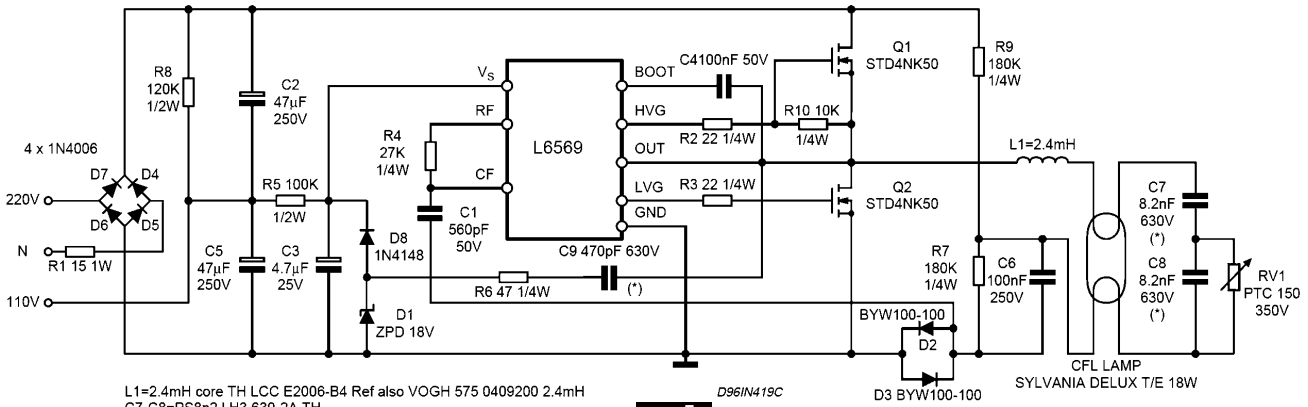 4 x 1N4006
220V
N
110V
R1 15 1W
D7
D4
D6
D5
R8
120K
1/2W
C2
47µF
250V
R5 100K
1/2W
C5
47µF
250V
C3
4.7µF
25V
D8
1N4148
D1
ZPD 18V
R4
27K
1/4W
C1
560pF
50V
VS
RF
CF
L6569
BOOT
HVG
OUT
LVG
GND
C4100nF 50V
R2 22 1/4W
R10 10K
1/4W
R3 22 1/4W
C9 470pF 630V
(*)
R6 47 1/4W
Q1
STD4NK50
Q2
STD4NK50
R9
180K
1/4W
R7
180K
1/4W
C6
100nF
250V
BYW100-100
D2
D3 BYW100-100
L1=2.4mH
C7
8.2nF
630V
(*)
C8
8.2nF
630V
(*)
RV1
PTC 150
350V
CFL LAMP
SYLVANIA DELUX T/E 18W
L1=2.4mH core TH LCC E2006-B4 Ref also VOGH 575 0409200 2.4mH
D96IN419C